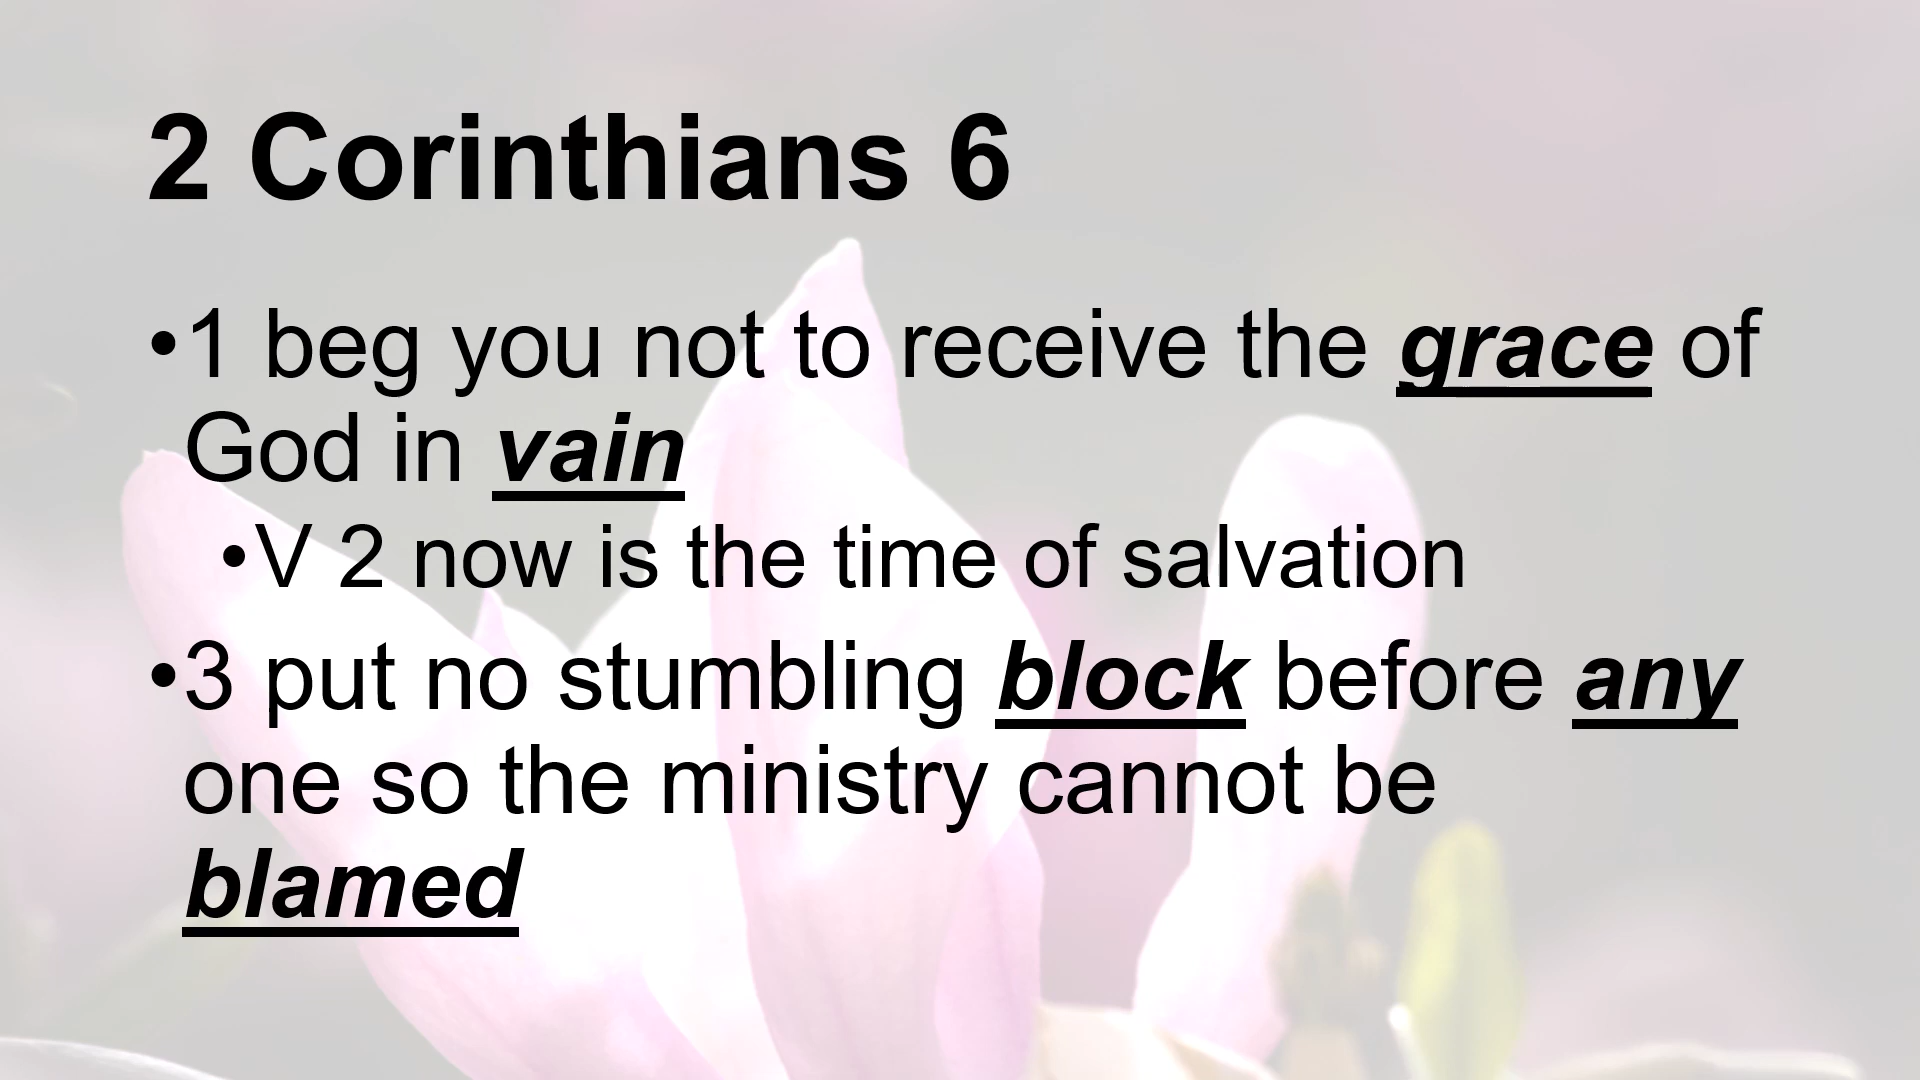 2 Corinthians 6
•1 beg you not to receive the grace of
God in vain
•V 2 now is the time of salvation
•3 put no stumbling block before any
one so the ministry cannot be
blamed